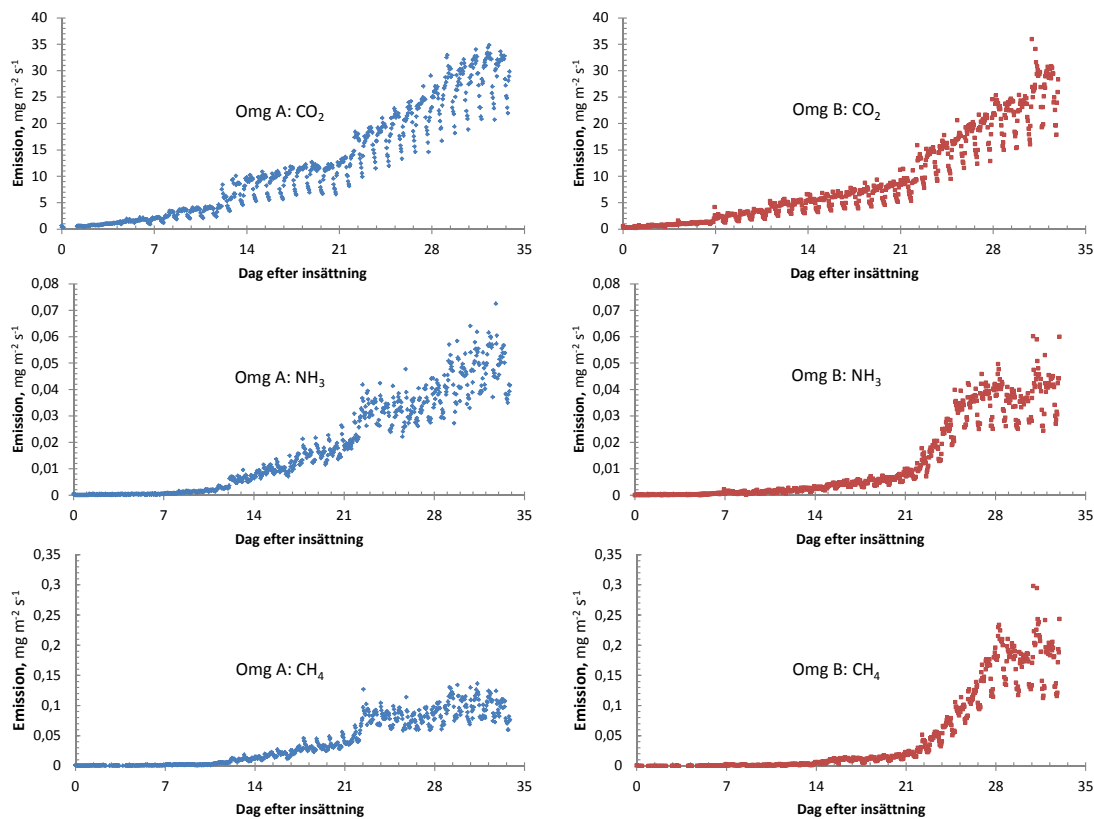 Emission, mg m⁻² s⁻¹
40
35
30
25
20
15
10
5
0
Omg A: CO₂
0 7 14 21 28 35
Dag efter insättning
Emission, mg m⁻² s⁻¹
40
35
30
25
20
15
10
5
0
Omg B: CO₂
0 7 14 21 28 35
Dag efter insättning
Emission, mg m⁻² s⁻¹
0,08
0,07
0,06
0,05
0,04
0,03
0,02
0,01
0
Omg A: NH₃
0 7 14 21 28 35
Dag efter insättning
Emission, mg m⁻² s⁻¹
0,08
0,07
0,06
0,05
0,04
0,03
0,02
0,01
0
Omg B: NH₃
0 7 14 21 28 35
Dag efter insättning
Emission, mg m⁻² s⁻¹
0,35
0,3
0,25
0,2
0,15
0,1
0,05
0
Omg A: CH₄
0 7 14 21 28 35
Dag efter insättning
Emission, mg m⁻² s⁻¹
0,35
0,3
0,25
0,2
0,15
0,1
0,05
0
Omg B: CH₄
0 7 14 21 28 35
Dag efter insättning